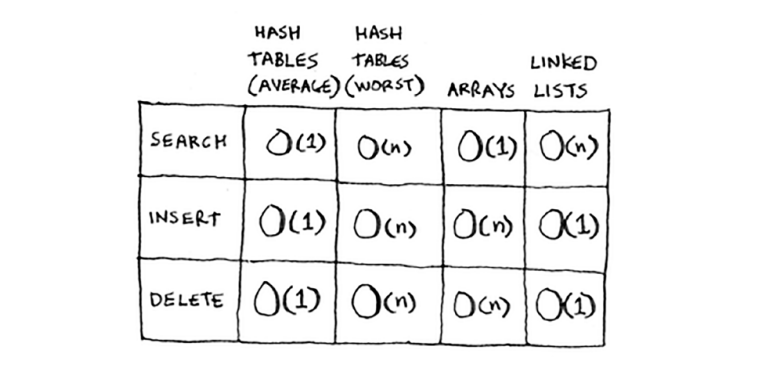 HASH TABLES (AVERAGE)
HASH TABLES (WORST)
ARRAYS
LINKED LISTS
SEARCH O(1) O(n) O(1) O(n)
INSERT O(1) O(n) O(n) O(1)
DELETE O(1) O(n) O(n) O(1)